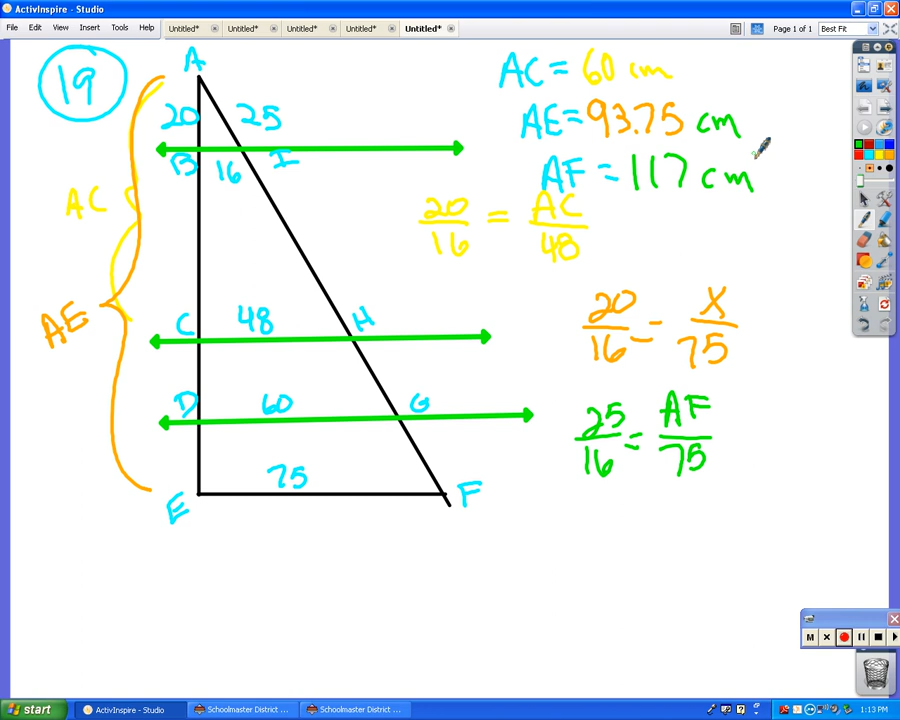 ActivInspire - Studio
File Edit View Insert Tools Help
Untitled* Untitled* Untitled* Untitled* Untitled*
Page 1 of 1 Best Fit
19
A
20 25
B 16 I
AC
AE
C 48 H
D 60 G
75
E F
AC = 60 cm
AE = 93.75 cm
AF = 117 cm
20/16 = AC/48
20/16 = X/75
25/16 = AF/75
M
start
ActivInspire - Studio
Schoolmaster District ...
Schoolmaster District ...
1:13 PM